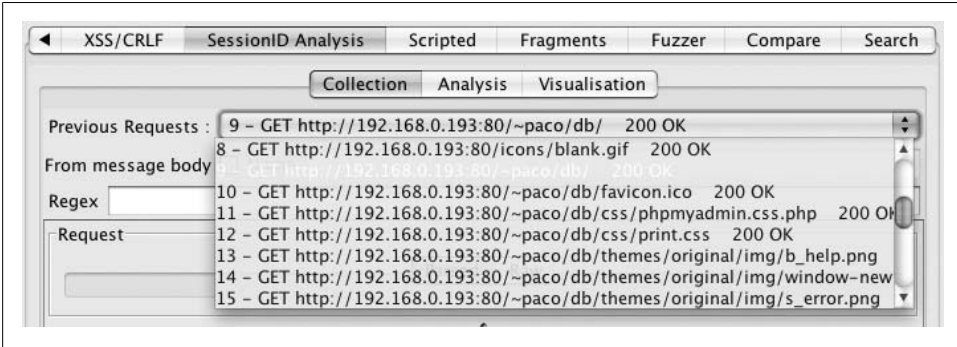 XSS/CRLF SessionID Analysis Scripted Fragments Fuzzer Compare Search
Collection Analysis Visualisation
Previous Requests : 9 – GET http://192.168.0.193:80/~paco/db/ 200 OK
8 – GET http://192.168.0.193:80/icons/blank.gif 200 OK
From message body 9 – GET http://192.168.0.193:80/~paco/db/ 200 OK
10 – GET http://192.168.0.193:80/~paco/db/favicon.ico 200 OK
Regex 11 – GET http://192.168.0.193:80/~paco/db/css/phpmyadmin.css.php 200 OK
Request 12 – GET http://192.168.0.193:80/~paco/db/css/print.css 200 OK
13 – GET http://192.168.0.193:80/~paco/db/themes/original/img/b_help.png
14 – GET http://192.168.0.193:80/~paco/db/themes/original/img/window-new
15 – GET http://192.168.0.193:80/~paco/db/themes/original/img/s_error.png